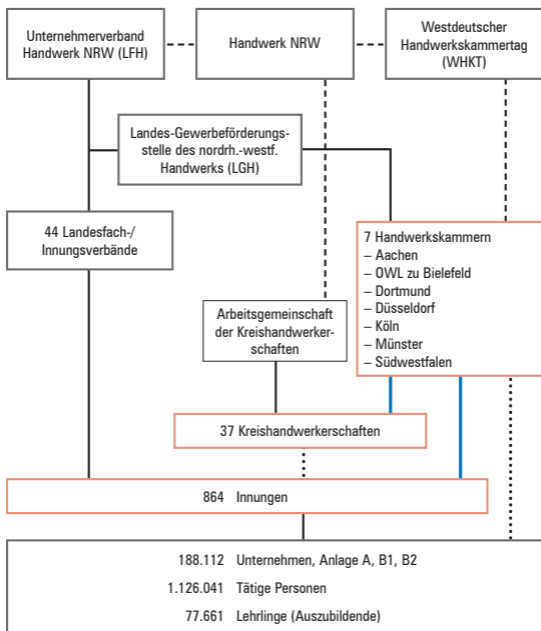 Unternehmerverband
Handwerk NRW (LFH)
Handwerk NRW
Westdeutscher
Handwerkskammertag
(WHKT)
Landes-Gewerbeförderungs-
stelle des nordrh.-westf.
Handwerks (LGH)
44 Landesfach-/
Innungsverbände
7 Handwerkskammern
– Aachen
– OWL zu Bielefeld
– Dortmund
– Düsseldorf
– Köln
– Münster
– Südwestfalen
Arbeitsgemeinschaft
der Kreishandwerker-
schaften
37 Kreishandwerkerschaften
864 Innungen
188.112 Unternehmen, Anlage A, B1, B2
1.126.041 Tätige Personen
77.661 Lehrlinge (Auszubildende)